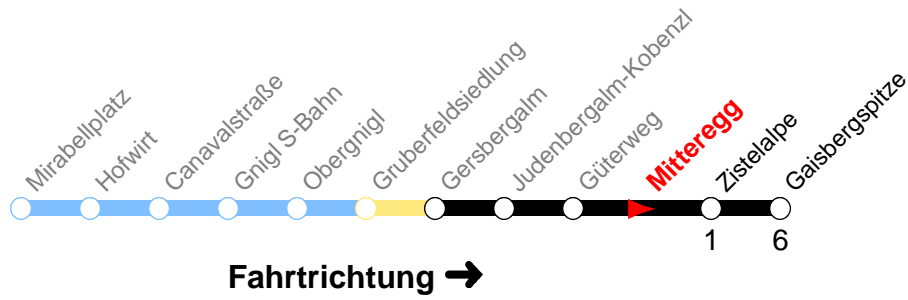 Mirabellplatz
Hofwirt
Canavalstraße
Gnigl S-Bahn
Obergnigl
Gruberfeldsiedlung
Gersbergalm
Judenbergalm-Kobenzl
Güterweg
Mitteregg
Zistelalpe
Gaisbergspitze
1 6
Fahrtrichtung ➔